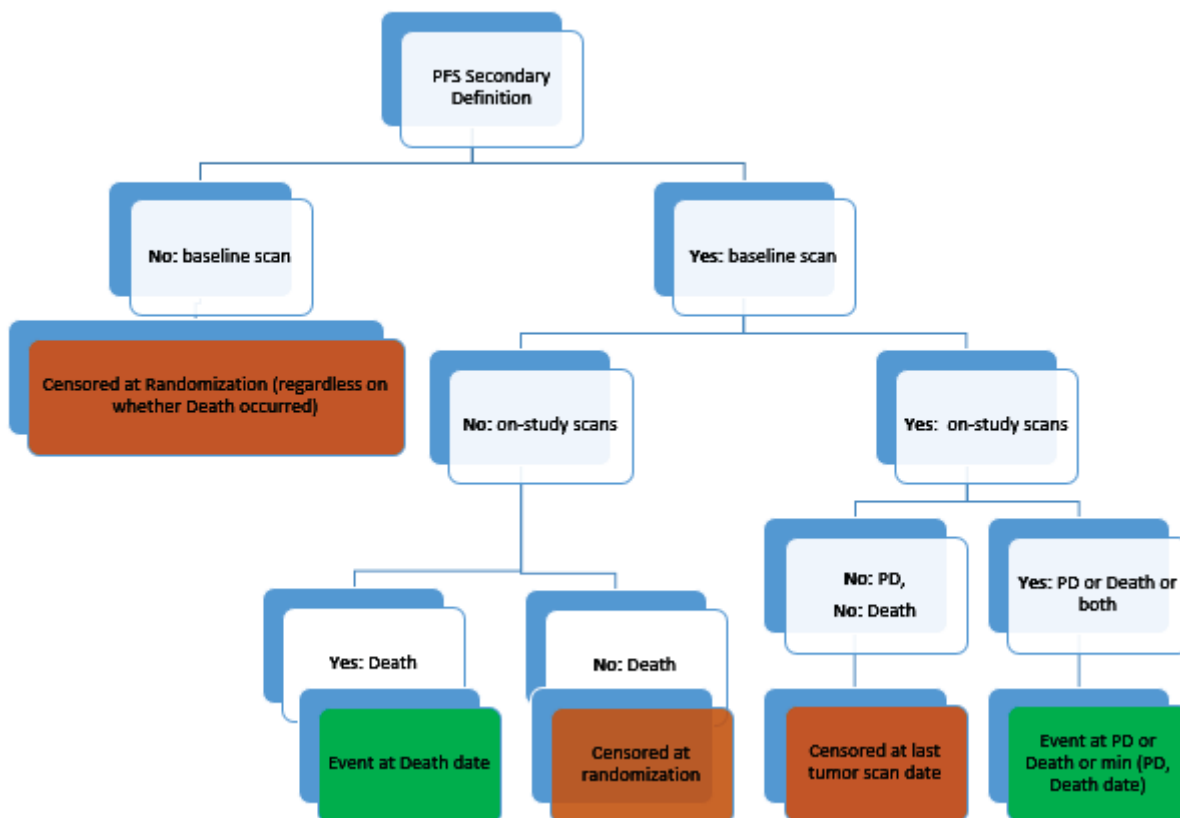 PFS Secondary
Definition
No: baseline scan
Yes: baseline scan
Censored at Randomization (regardless on
whether Death occurred)
No: on-study scans
Yes: on-study scans
Yes: Death
No: Death
No: PD,
No: Death
Yes: PD or Death or
both
Event at Death date
Censored at
randomization
Censored at last
tumor scan date
Event at PD or
Death or min (PD,
Death date)